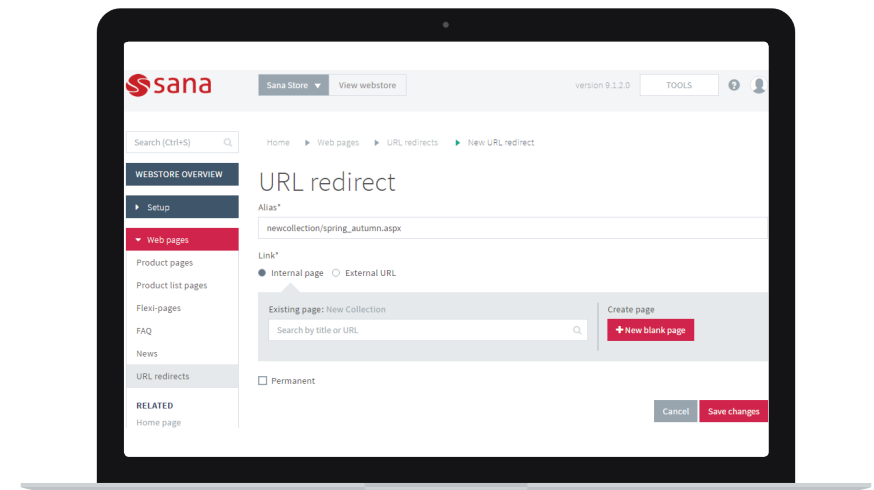 sana
Sana Store
View webstore
version 9.1.2.0
TOOLS
?
Search (Ctrl+S)
Home
Web pages
URL redirects
New URL redirect
WEBSTORE OVERVIEW
Setup
Web pages
Product pages
Product list pages
Flexi-pages
FAQ
News
URL redirects
RELATED
Home page
URL redirect
Alias*
newcollection/spring_autumn.aspx
Link*
Internal page
External URL
Existing page: New Collection
Search by title or URL
Create page
+ New blank page
Permanent
Cancel
Save changes